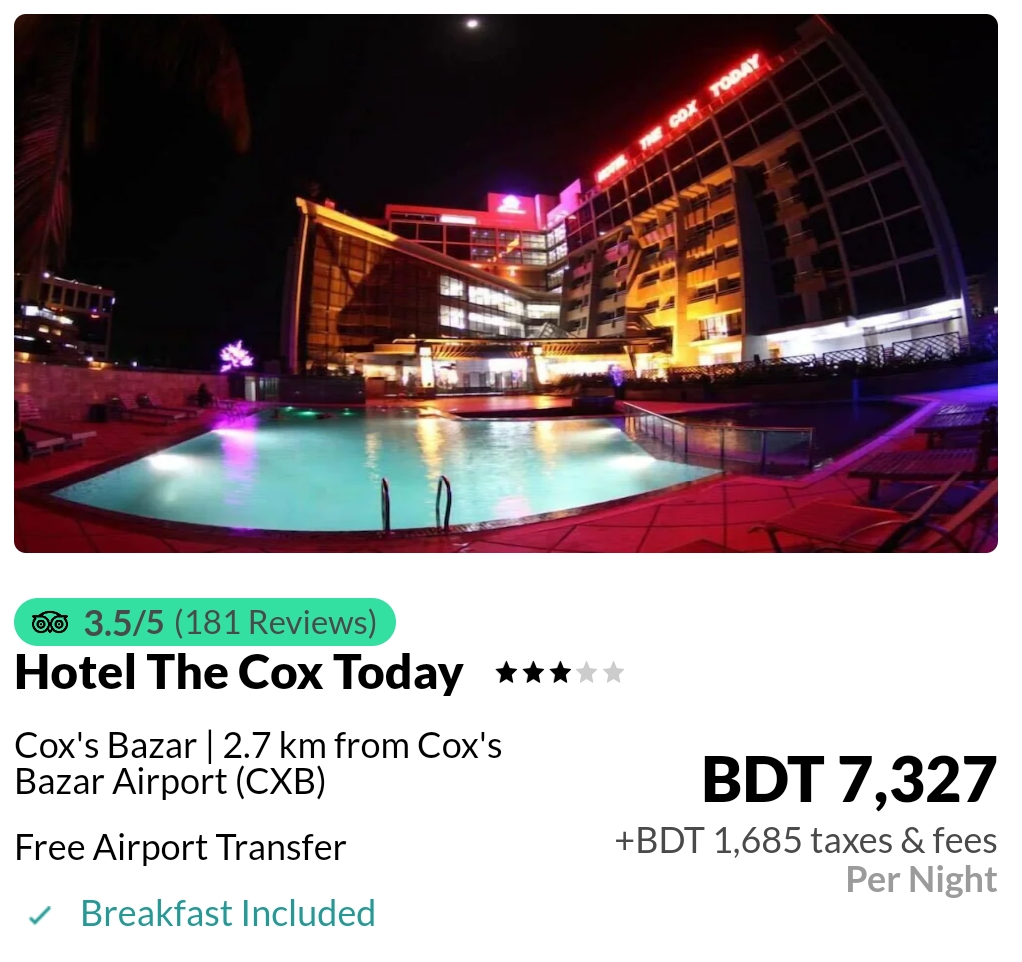 HOTEL THE COX TODAY
3.5/5 (181 Reviews)
Hotel The Cox Today
Cox's Bazar | 2.7 km from Cox's
Bazar Airport (CXB)
BDT 7,327
+BDT 1,685 taxes & fees
Free Airport Transfer
Per Night
Breakfast Included